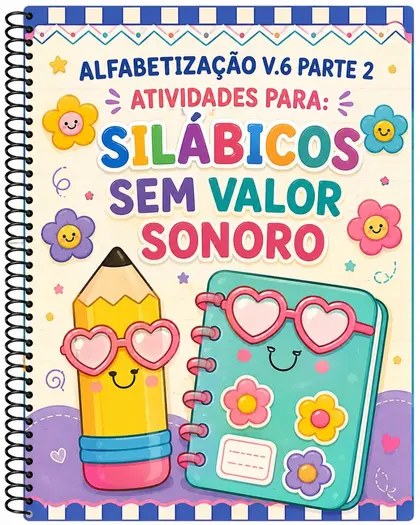 ALFABETIZAÇÃO V.6 PARTE 2
ATIVIDADES PARA:
SILÁBICOS
SEM VALOR
SONORO